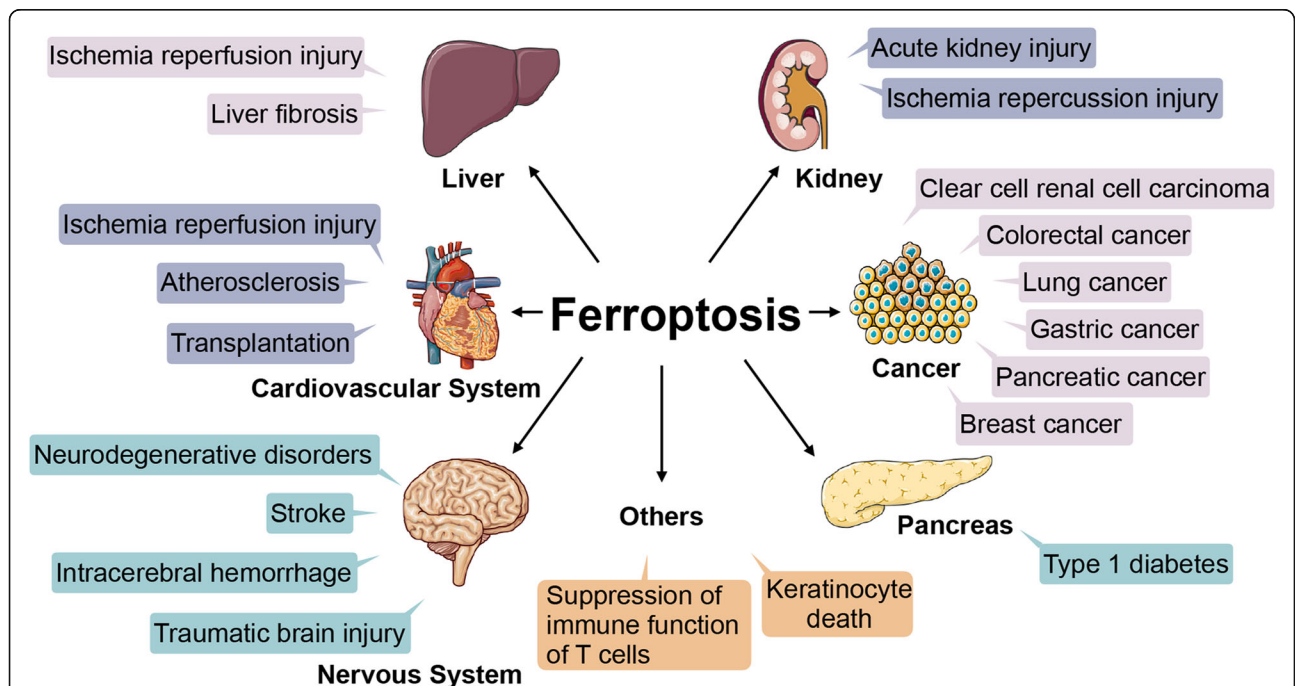 Ischemia reperfusion injury
Liver fibrosis
Liver
Acute kidney injury
Ischemia repercussion injury
Kidney
Ischemia reperfusion injury
Atherosclerosis
Transplantation
Cardiovascular System
Ferroptosis
Clear cell renal cell carcinoma
Colorectal cancer
Lung cancer
Gastric cancer
Pancreatic cancer
Breast cancer
Cancer
Neurodegenerative disorders
Stroke
Intracerebral hemorrhage
Traumatic brain injury
Nervous System
Others
Suppression of
immune function
of T cells
Keratinocyte
death
Pancreas
Type 1 diabetes